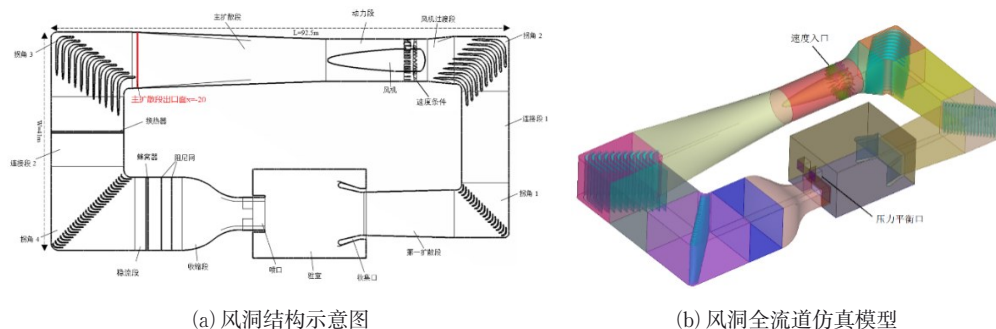 主扩散段
L=92.5m
动力段
风机过渡段
拐角 2
拐角 3
风机
速度条件
主扩散段出口面x=-20
换热器
W=41m
连接段 1
连接段 2
蜂窝器
阻尼网
拐角 1
拐角 4
稳流段
收缩段
喷口
驻室
收集口
第一扩散段
速度入口
压力平衡口
(a) 风洞结构示意图
(b) 风洞全流道仿真模型